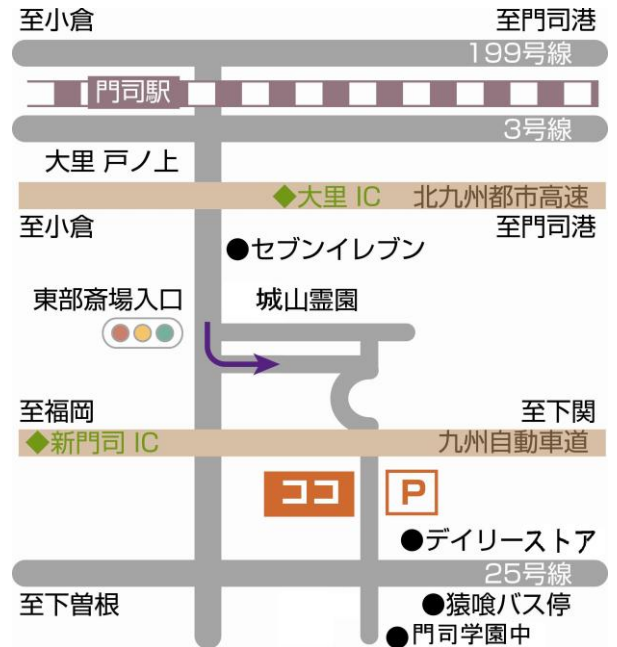 至小倉
至門司港
199号線
門司駅
3号線
大里 戸ノ上
◆大里 IC
北九州都市高速
至小倉
至門司港
●セブンイレブン
東部斎場入口
城山霊園
至福岡
至下関
◆新門司 IC
九州自動車道
ココ
P
●デイリーストア
25号線
至下曽根
●猿喰バス停
●門司学園中